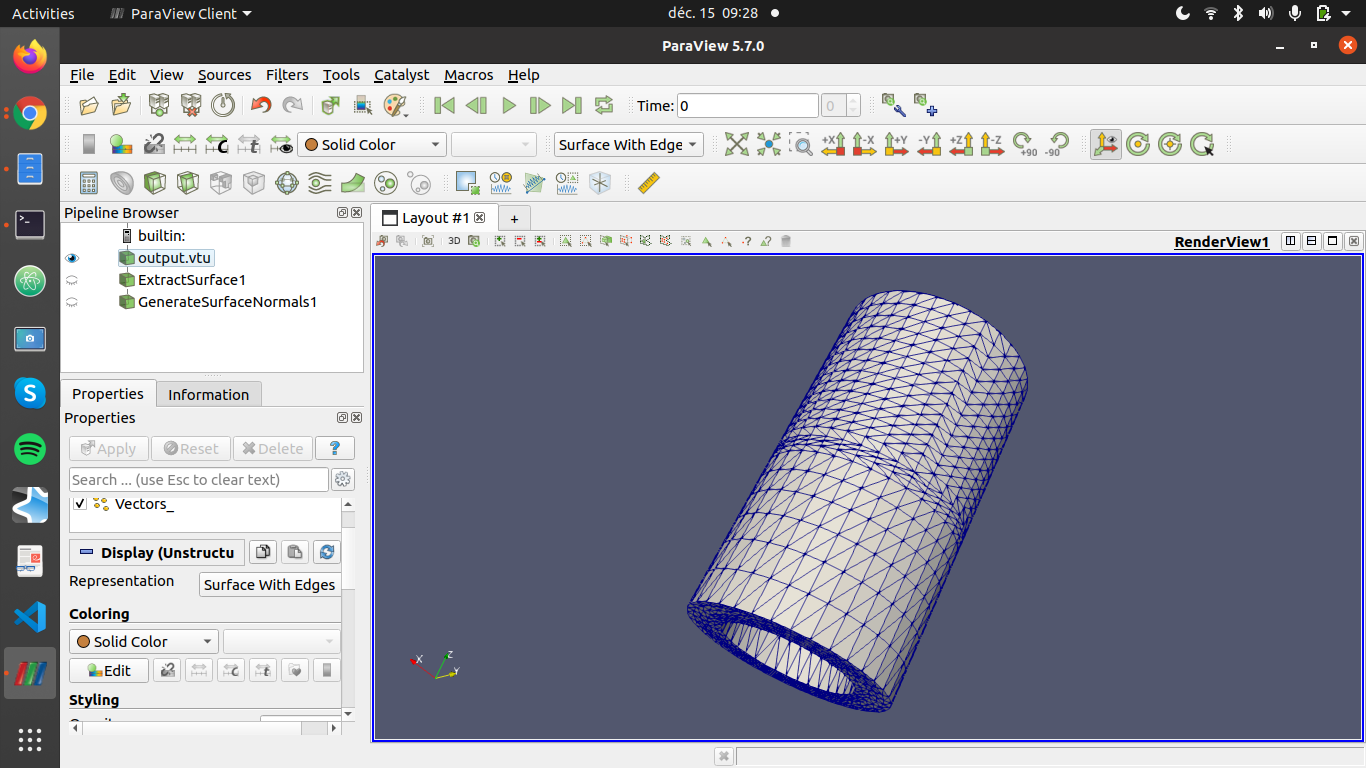 Activities ParaView Client déc. 15 09:28
ParaView 5.7.0
File Edit View Sources Filters Tools Catalyst Macros Help
Time: 0 0
Solid Color Surface With Edge +X -X +Y -Y +Z -Z +90 -90
Pipeline Browser
Layout #1 +
builtin:
3D
RenderView1
output.vtu
ExtractSurface1
GenerateSurfaceNormals1
Properties Information
Properties
Apply Reset Delete ?
Search ... (use Esc to clear text)
Vectors_
Display (Unstructu
Representation Surface With Edges
Coloring
Solid Color
Edit
Styling
X Z Y